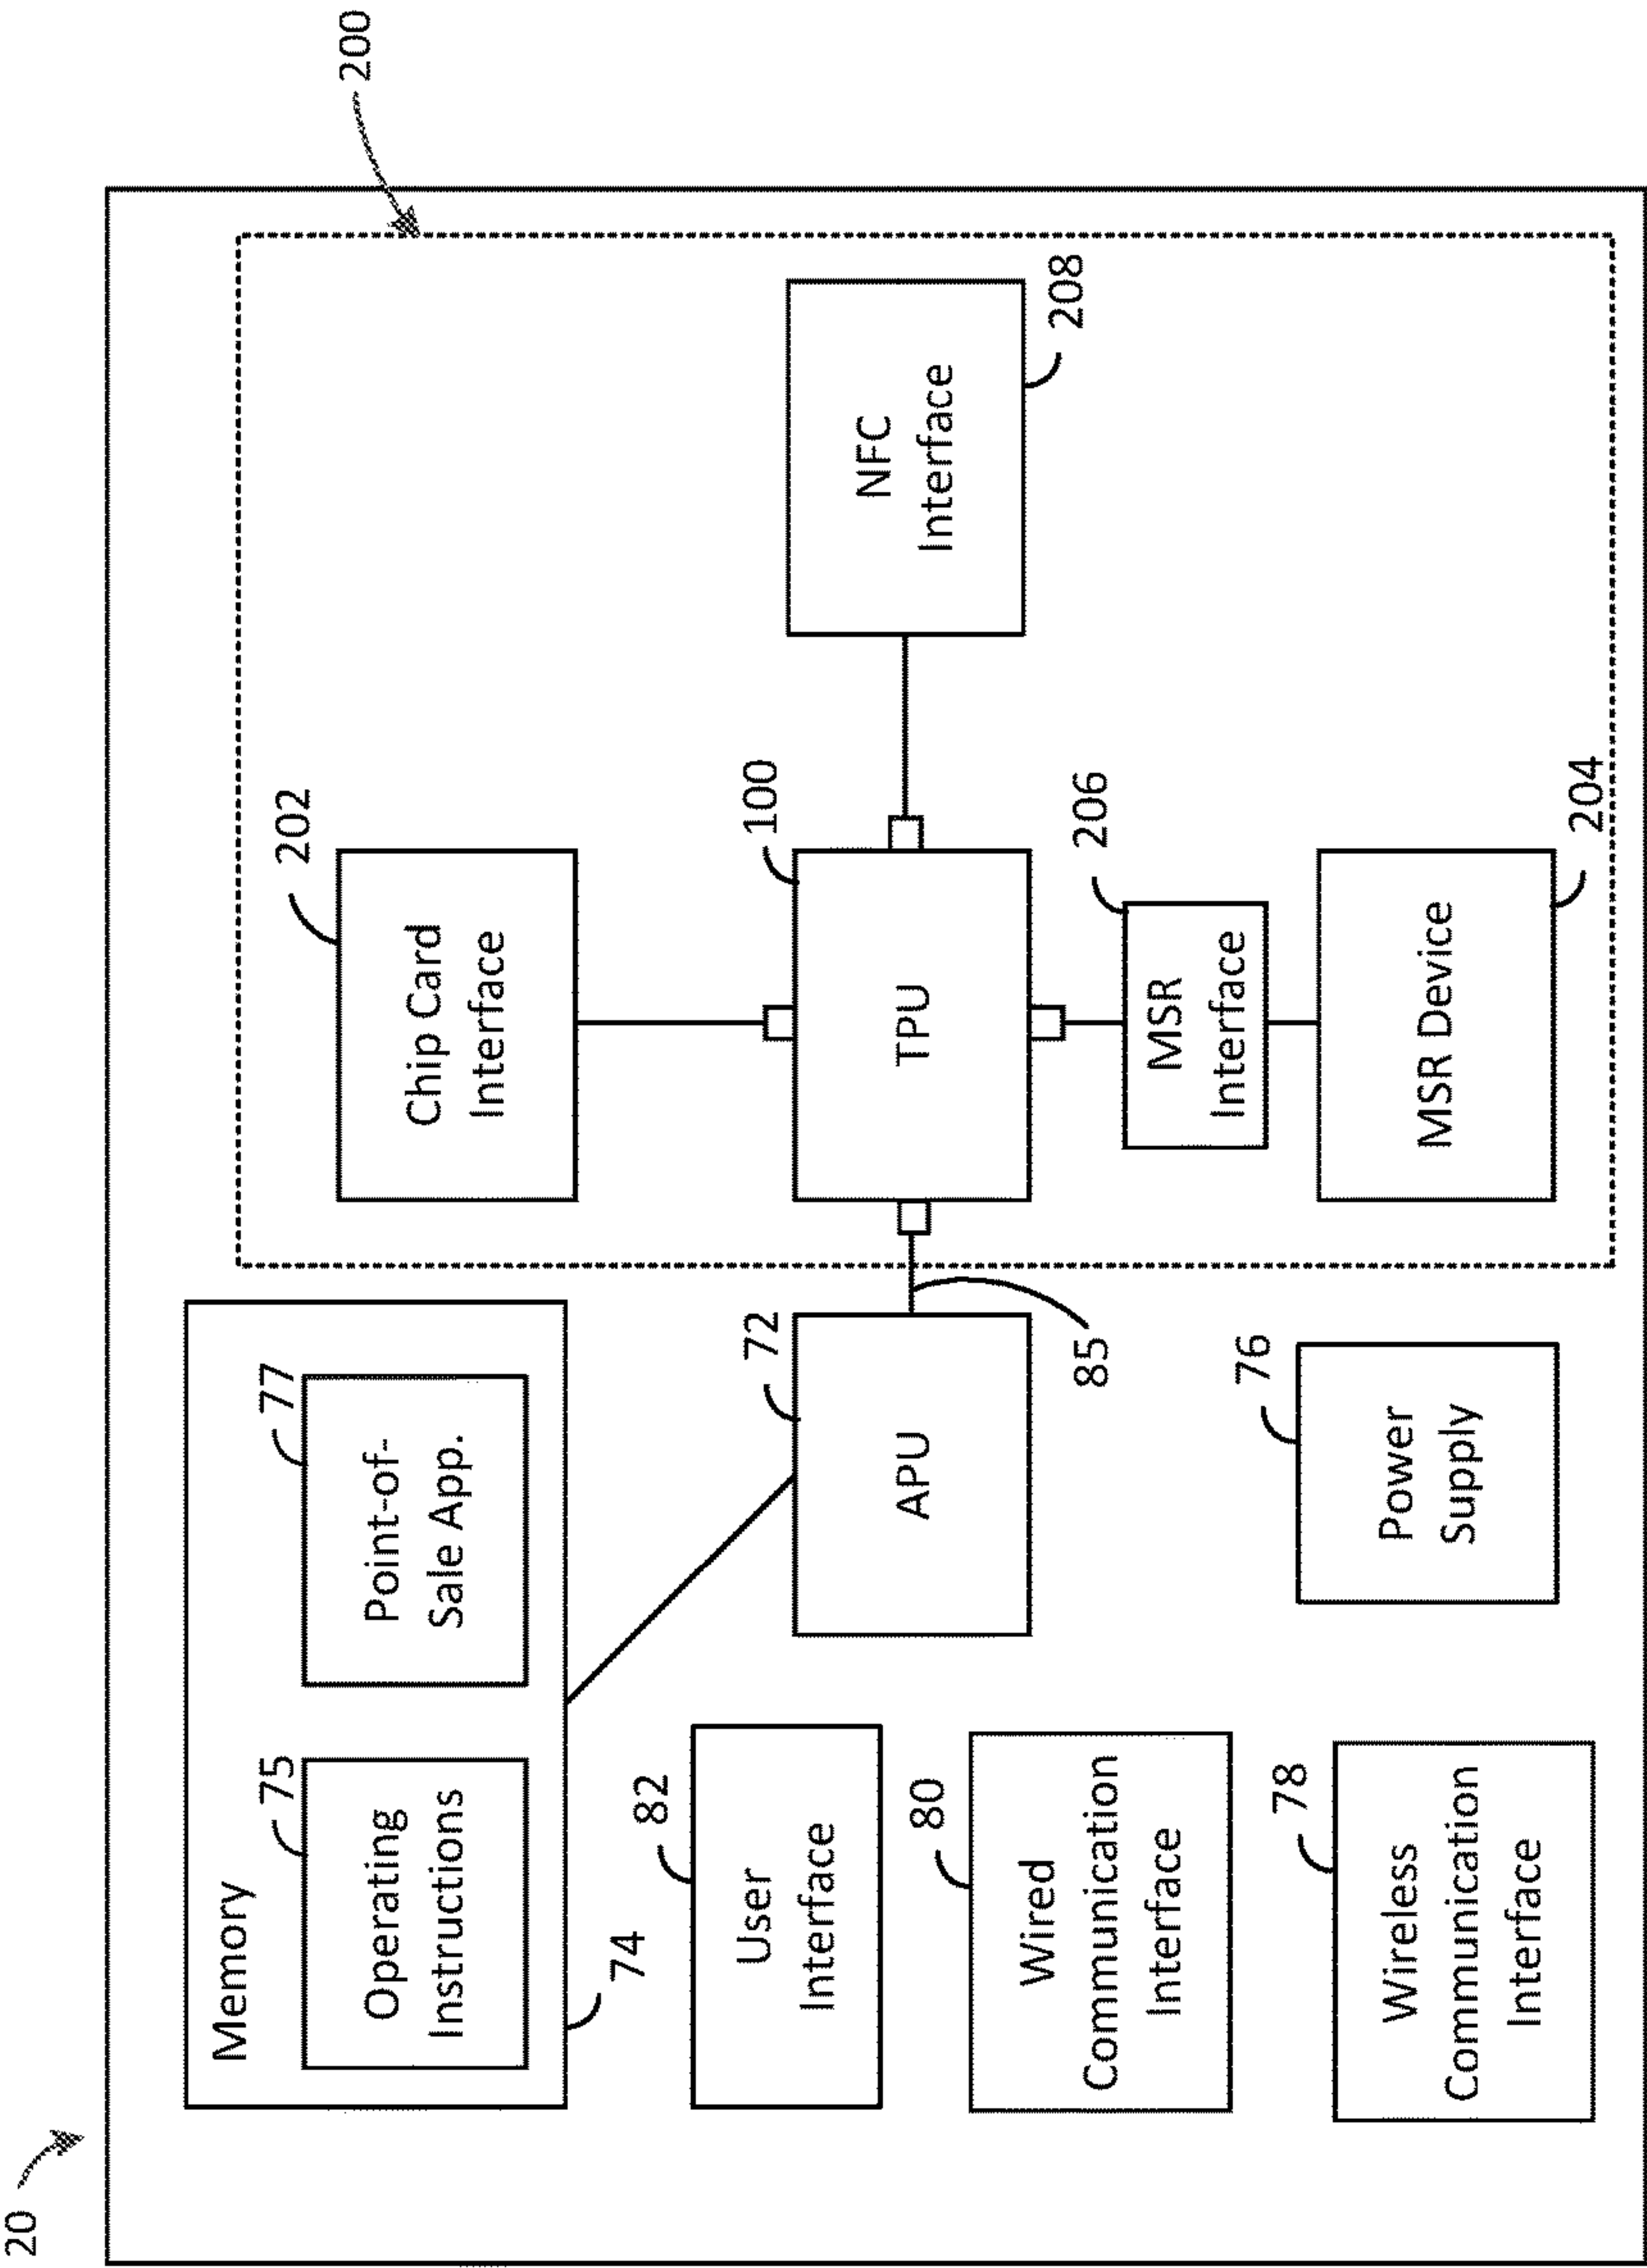 20
200
Memory
75
Operating
Instructions
77
Point-of-
Sale App.
74
202
Chip Card
Interface
82
User
Interface
72
APU
85
100
TPU
NFC
Interface
208
80
Wired
Communication
Interface
206
MSR
Interface
78
Wireless
Communication
Interface
76
Power
Supply
MSR Device
204